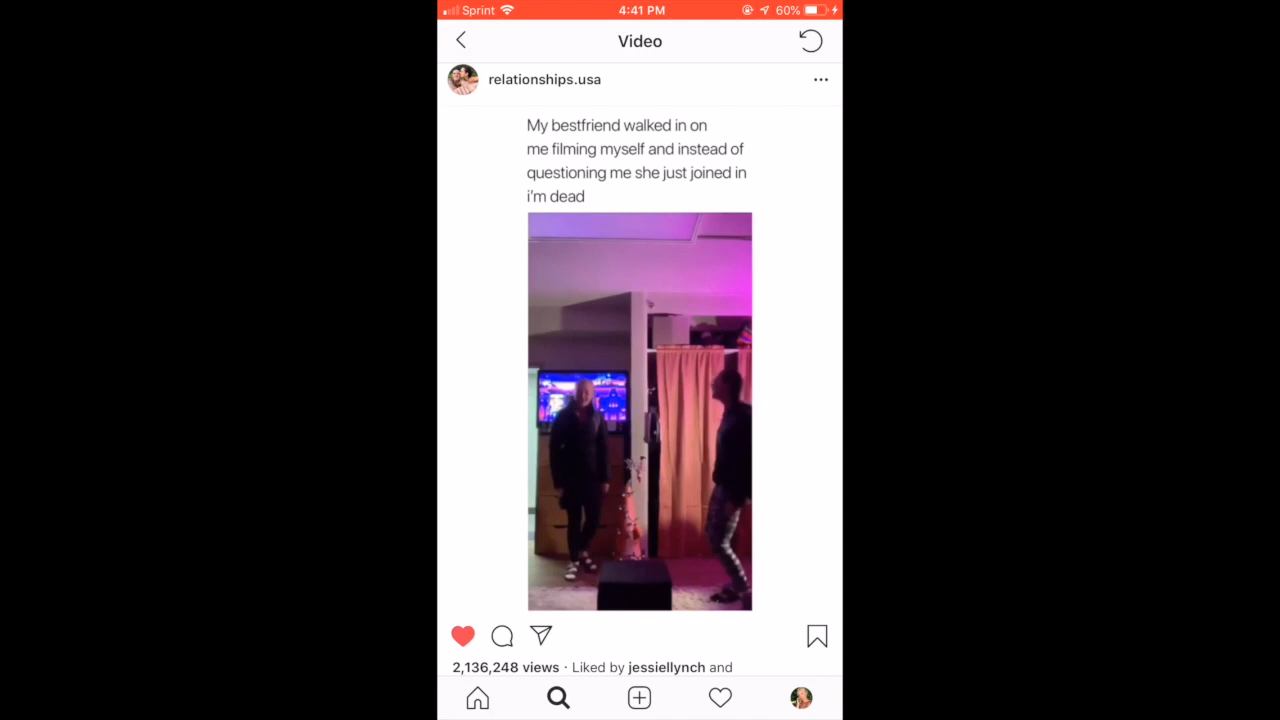 Sprint 4:41 PM 60%
Video
relationships.usa
My bestfriend walked in on
me filming myself and instead of
questioning me she just joined in
i'm dead
2,136,248 views · Liked by jessiellynch and